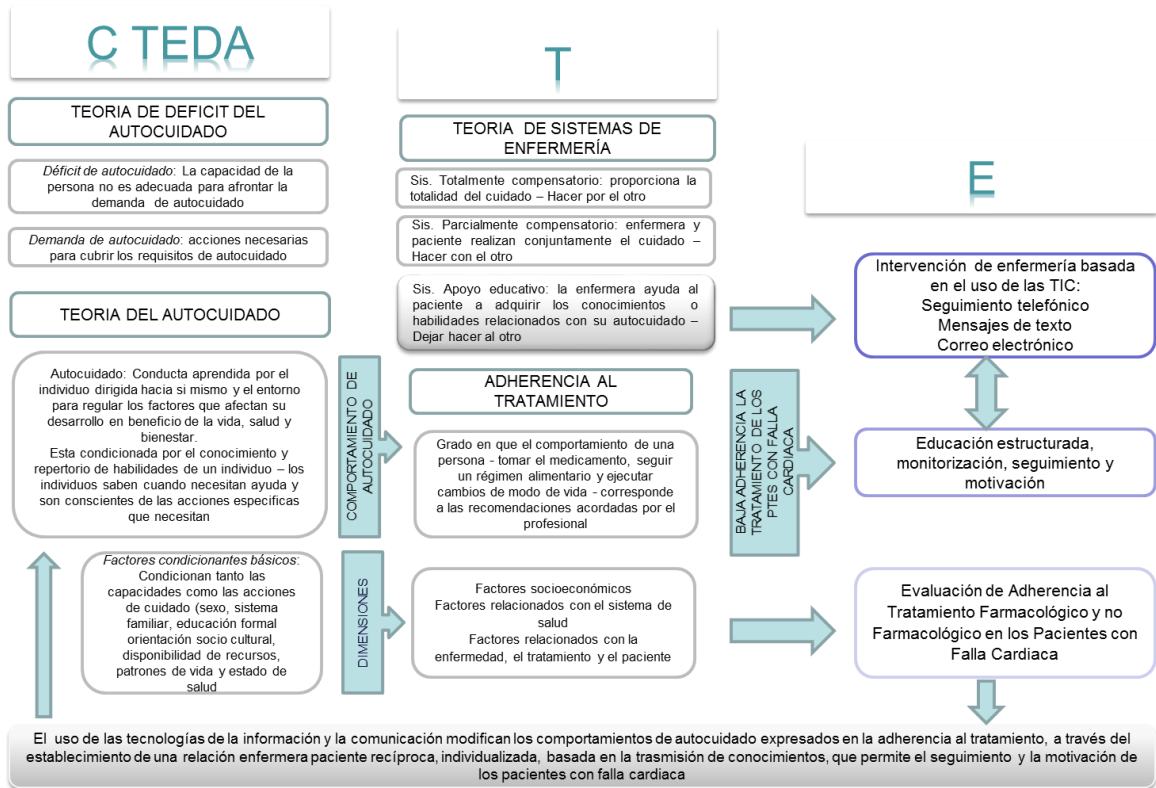 C TEDA
TEORIA DE DEFICIT DEL
AUTOCUIDADO
Déficit de autocuidado: La capacidad de la
persona no es adecuada para afrontar la
demanda de autocuidado
Demanda de autocuidado: acciones necesarias
para cubrir los requisitos de autocuidado
TEORIA DEL AUTOCUIDADO
Autocuidado: Conducta aprendida por el
individuo dirigida hacia si mismo y el entorno
para regular los factores que afectan su
desarrollo en beneficio de la vida, salud y
bienestar.
Esta condicionada por el conocimiento y
repertorio de habilidades de un individuo – los
individuos saben cuando necesitan ayuda y
son conscientes de las acciones especificas
que necesitan
Factores condicionantes básicos:
Condicionan tanto las
capacidades como las acciones
de cuidado (sexo, sistema
familiar, educación formal
orientación socio cultural,
disponibilidad de recursos,
patrones de vida y estado de
salud
COMPORTAMIENTO DE
AUTOCUIDADO
DIMENSIONES
T
TEORIA DE SISTEMAS DE
ENFERMERÍA
Sis. Totalmente compensatorio: proporciona la
totalidad del cuidado – Hacer por el otro
Sis. Parcialmente compensatorio: enfermera y
paciente realizan conjuntamente el cuidado –
Hacer con el otro
Sis. Apoyo educativo: la enfermera ayuda al
paciente a adquirir los conocimientos o
habilidades relacionados con su autocuidado –
Dejar hacer al otro
ADHERENCIA AL
TRATAMIENTO
Grado en que el comportamiento de una
persona - tomar el medicamento, seguir
un régimen alimentario y ejecutar
cambios de modo de vida - corresponde
a las recomendaciones acordadas por el
profesional
Factores socioeconómicos
Factores relacionados con el sistema de
salud
Factores relacionados con la
enfermedad, el tratamiento y el paciente
BAJA ADHERENCIA LA
TRATAMIENTO DE LOS
PTES CON FALLA
CARDIACA
E
Intervención de enfermería basada
en el uso de las TIC:
Seguimiento telefónico
Mensajes de texto
Correo electrónico
Educación estructurada,
monitorización, seguimiento y
motivación
Evaluación de Adherencia al
Tratamiento Farmacológico y no
Farmacológico en los Pacientes con
Falla Cardiaca
El uso de las tecnologías de la información y la comunicación modifican los comportamientos de autocuidado expresados en la adherencia al tratamiento, a través del
establecimiento de una relación enfermera paciente recíproca, individualizada, basada en la trasmisión de conocimientos, que permite el seguimiento y la motivación de
los pacientes con falla cardiaca